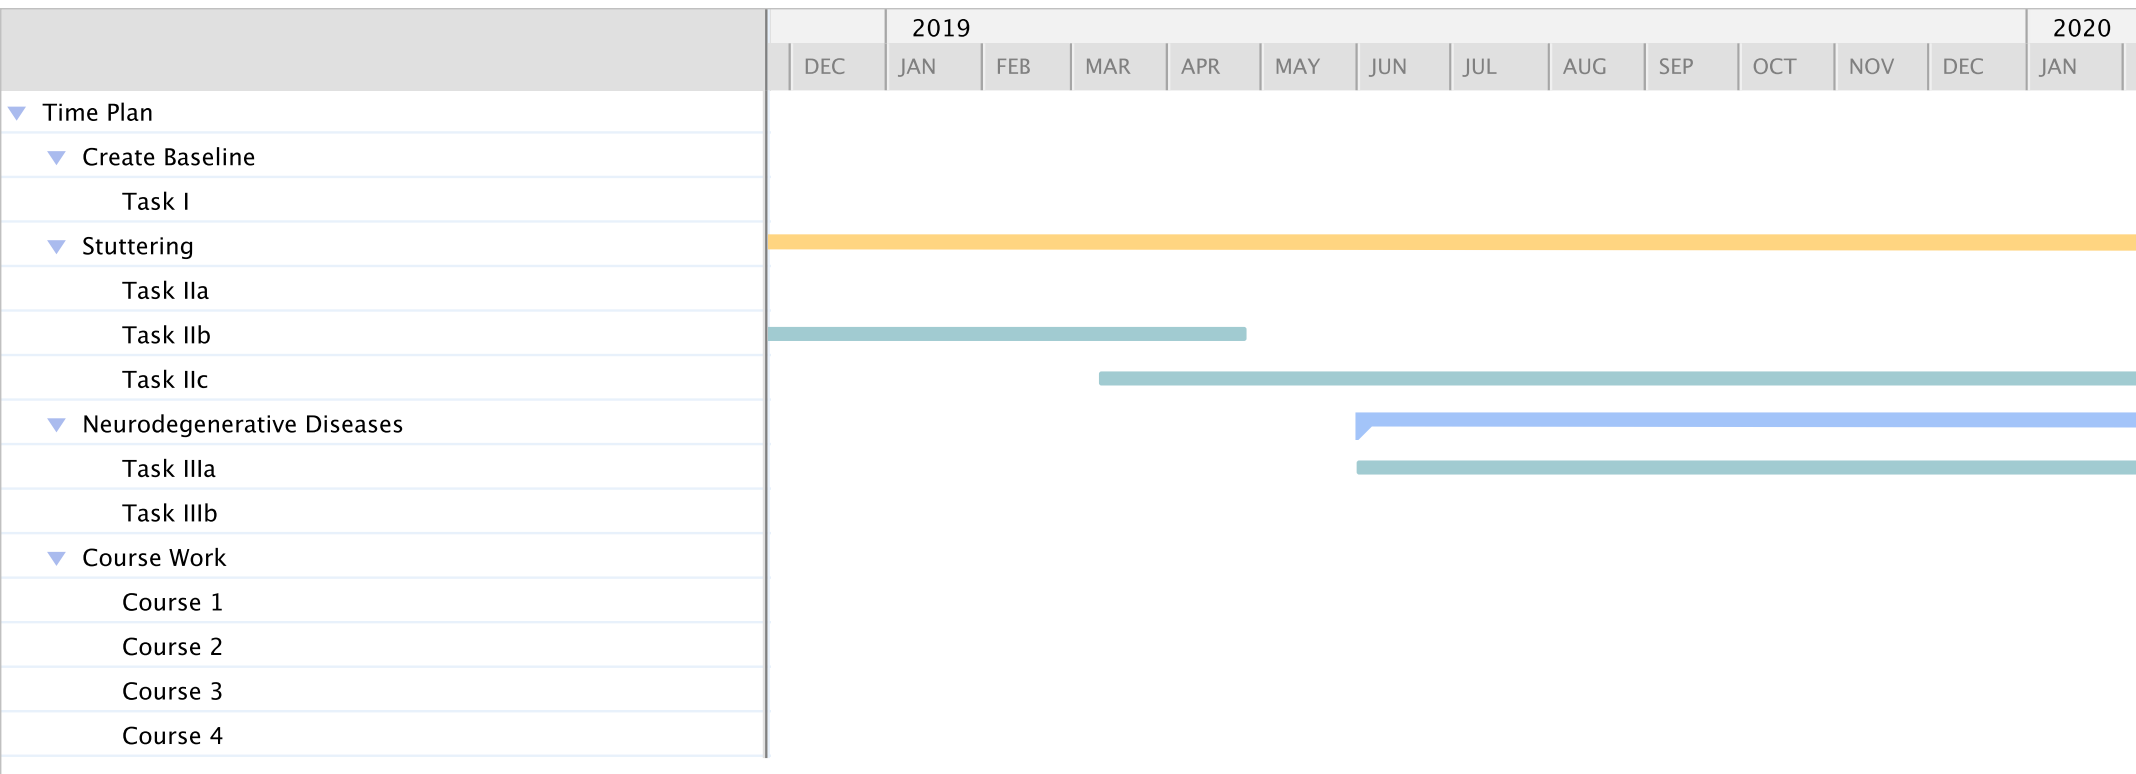 2019 2020
DEC JAN FEB MAR APR MAY JUN JUL AUG SEP OCT NOV DEC JAN
Time Plan
Create Baseline
Task I
Stuttering
Task IIa
Task IIb
Task IIc
Neurodegenerative Diseases
Task IIIa
Task IIIb
Course Work
Course 1
Course 2
Course 3
Course 4